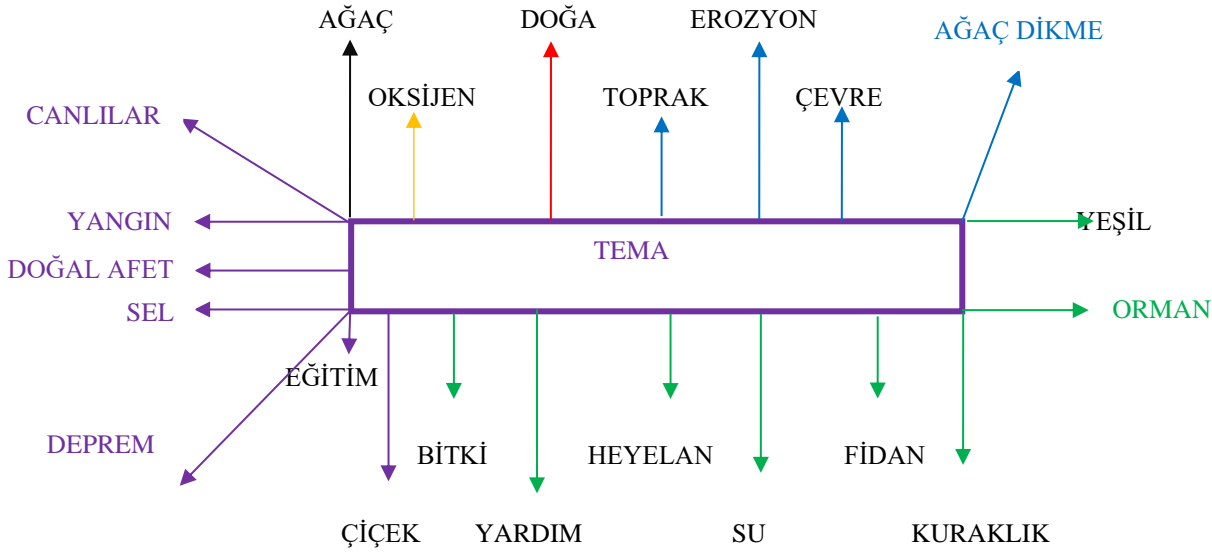 AĞAÇ DOĞA EROZYON
AĞAÇ DİKME
OKSİJEN TOPRAK ÇEVRE
CANLILAR
YANGIN YEŞİL
TEMA
DOĞAL AFET
SEL ORMAN
EĞİTİM
DEPREM
BİTKİ HEYELAN FİDAN
ÇİÇEK YARDIM SU KURAKLIK